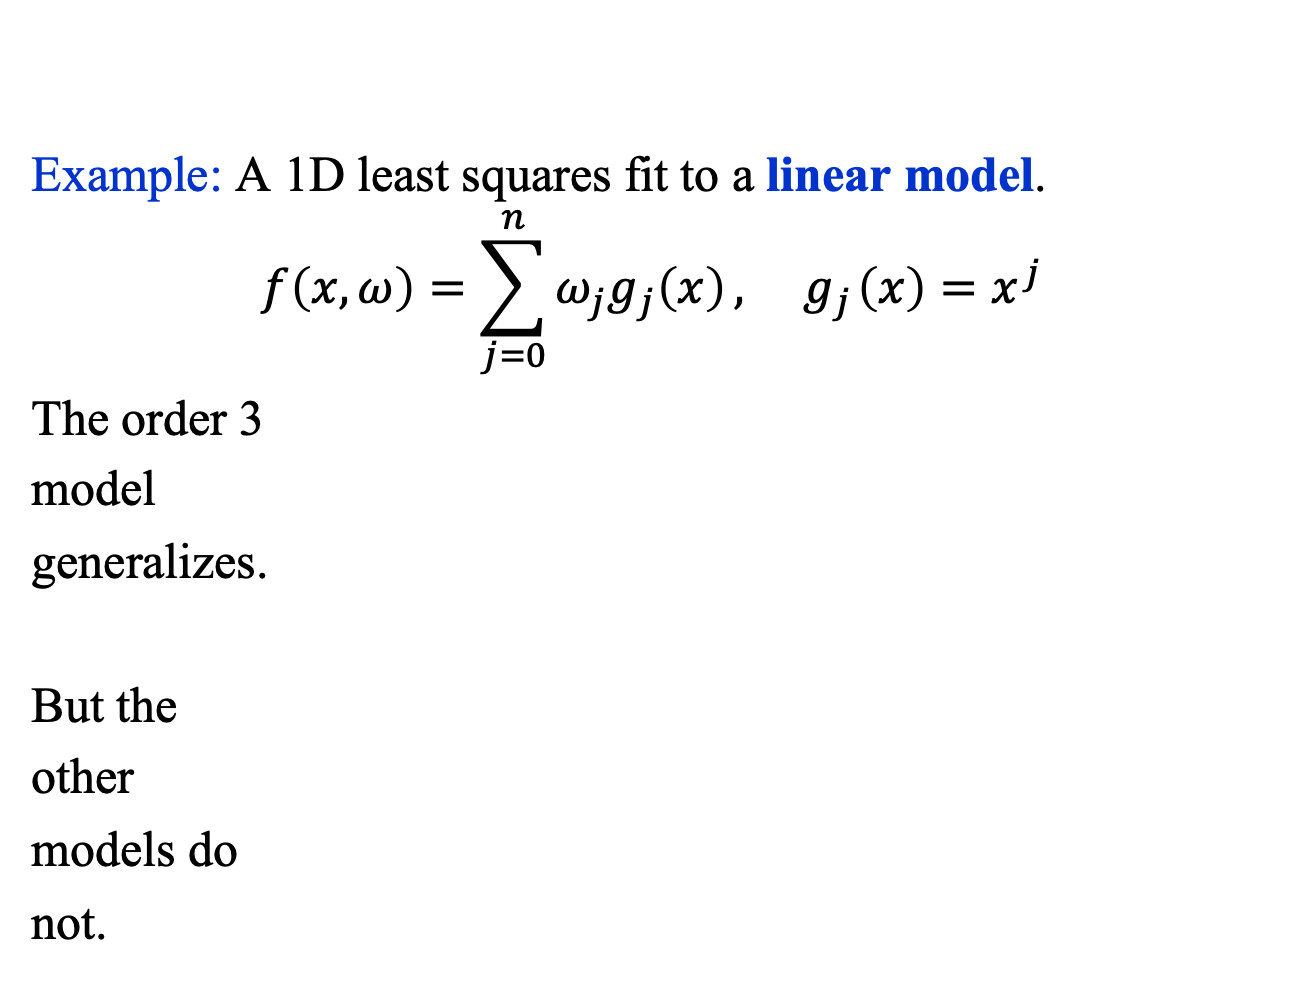 Example: A 1D least squares fit to a linear model.
f(x, ω) = ∑_{j=0}^{n} ω_j g_j(x),   g_j(x) = x^j
The order 3
model
generalizes.
But the
other
models do
not.